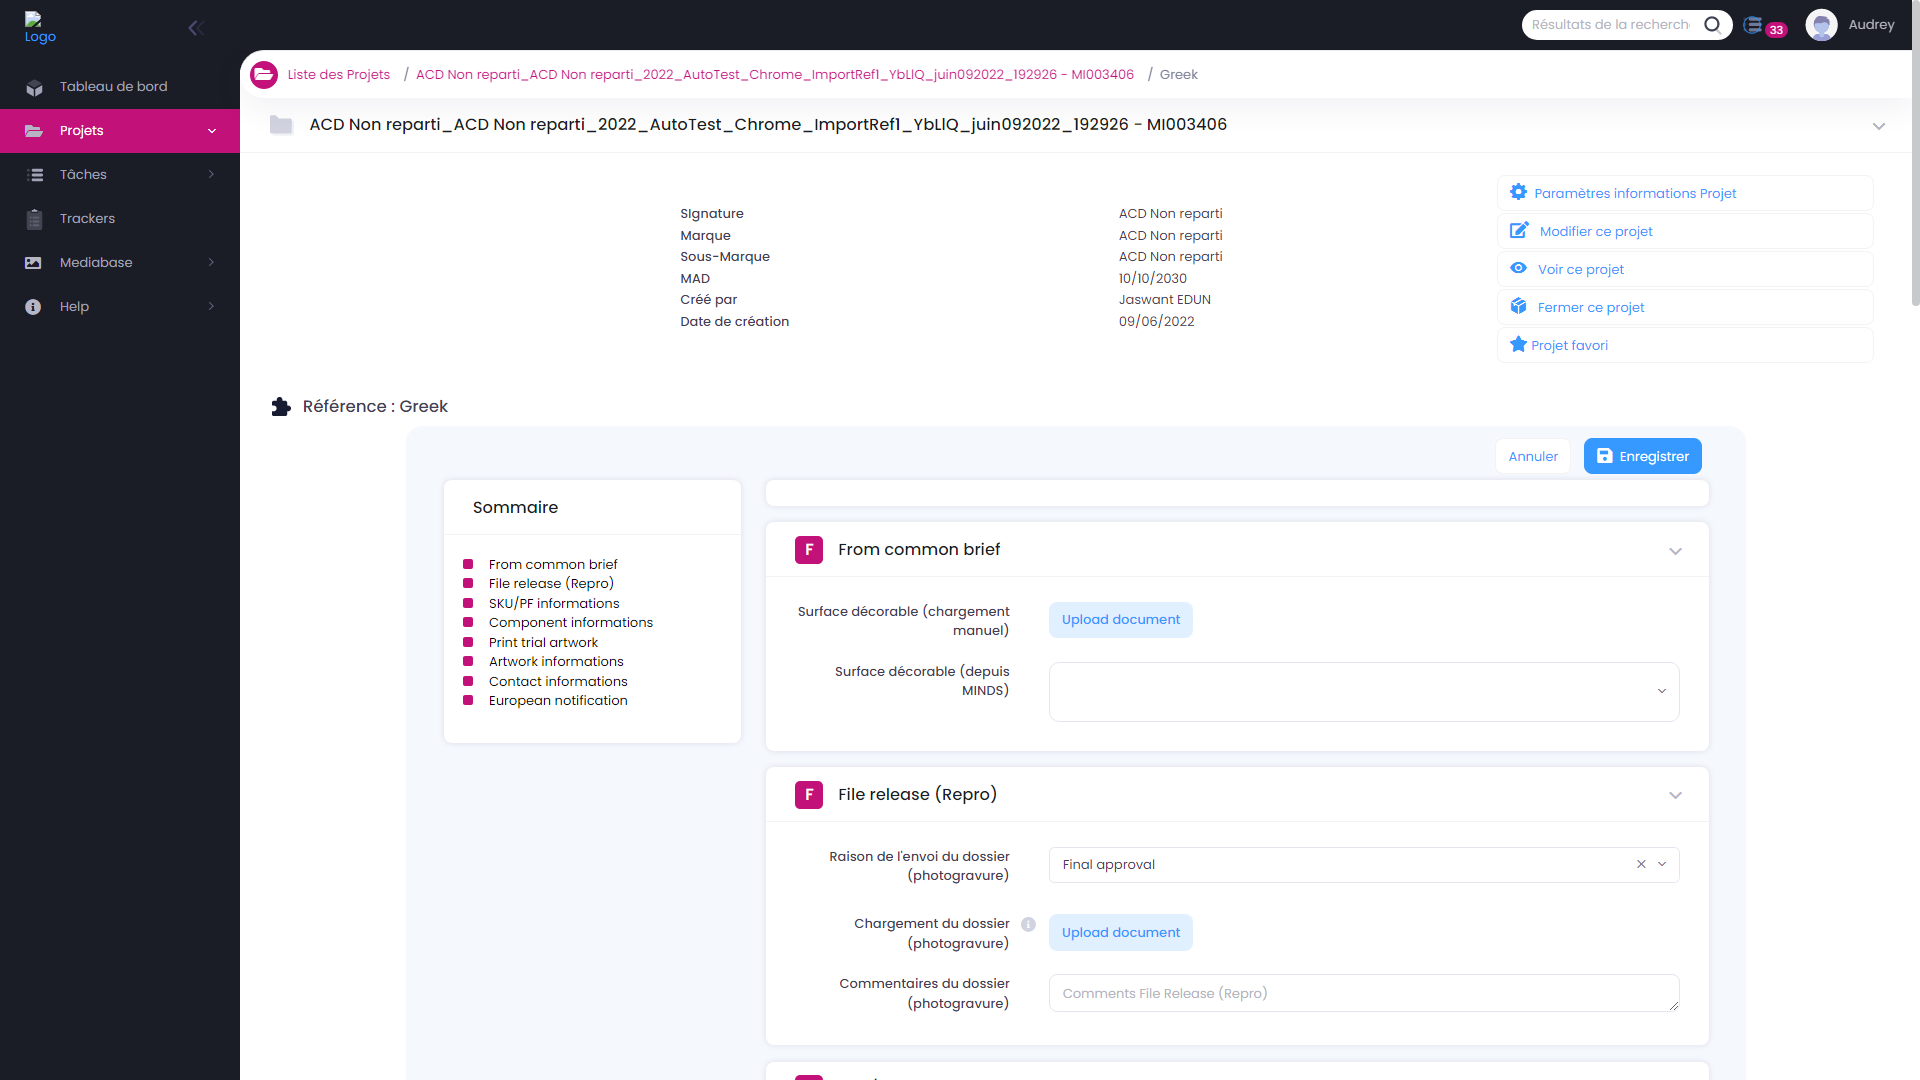 Logo
Résultats de la recherch
33
Audrey
Tableau de bord
Projets
Tâches
Trackers
Mediabase
Help
Liste des Projets / ACD Non reparti_ACD Non reparti_2022_AutoTest_Chrome_ImportRef1_YbLlQ_juin092022_192926 - MI003406 / Greek
ACD Non reparti_ACD Non reparti_2022_AutoTest_Chrome_ImportRef1_YbLlQ_juin092022_192926 - MI003406
SIgnature ACD Non reparti
Marque ACD Non reparti
Sous-Marque ACD Non reparti
MAD 10/10/2030
Créé par Jaswant EDUN
Date de création 09/06/2022
Paramètres informations Projet
Modifier ce projet
Voir ce projet
Fermer ce projet
Projet favori
Référence : Greek
Annuler
Enregistrer
Sommaire
From common brief
File release (Repro)
SKU/PF informations
Component informations
Print trial artwork
Artwork informations
Contact informations
European notification
F From common brief
Surface décorable (chargement
manuel)
Upload document
Surface décorable (depuis
MINDS)
F File release (Repro)
Raison de l'envoi du dossier
(photogravure)
Final approval
Chargement du dossier
(photogravure)
Upload document
Commentaires du dossier
(photogravure)
Comments File Release (Repro)